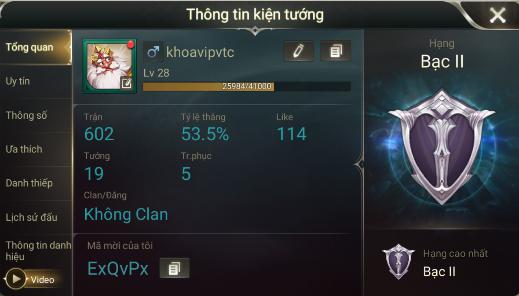 Thông tin kiện tướng
Tổng quan
Uy tín
Thông số
Ưa thích
Danh thiếp
Lịch sử đấu
Thông tin danh
hiệu
Video
khoavipvtc
Lv 28
25984/41000
Trận
Tỷ lệ thắng
Like
602
53.5%
114
Tướng
Tr.phục
19
5
Clan/Đảng
Không Clan
Mã mời của tôi
ExQvPx
Hạng
Bạc II
Hạng cao nhất
Bạc II